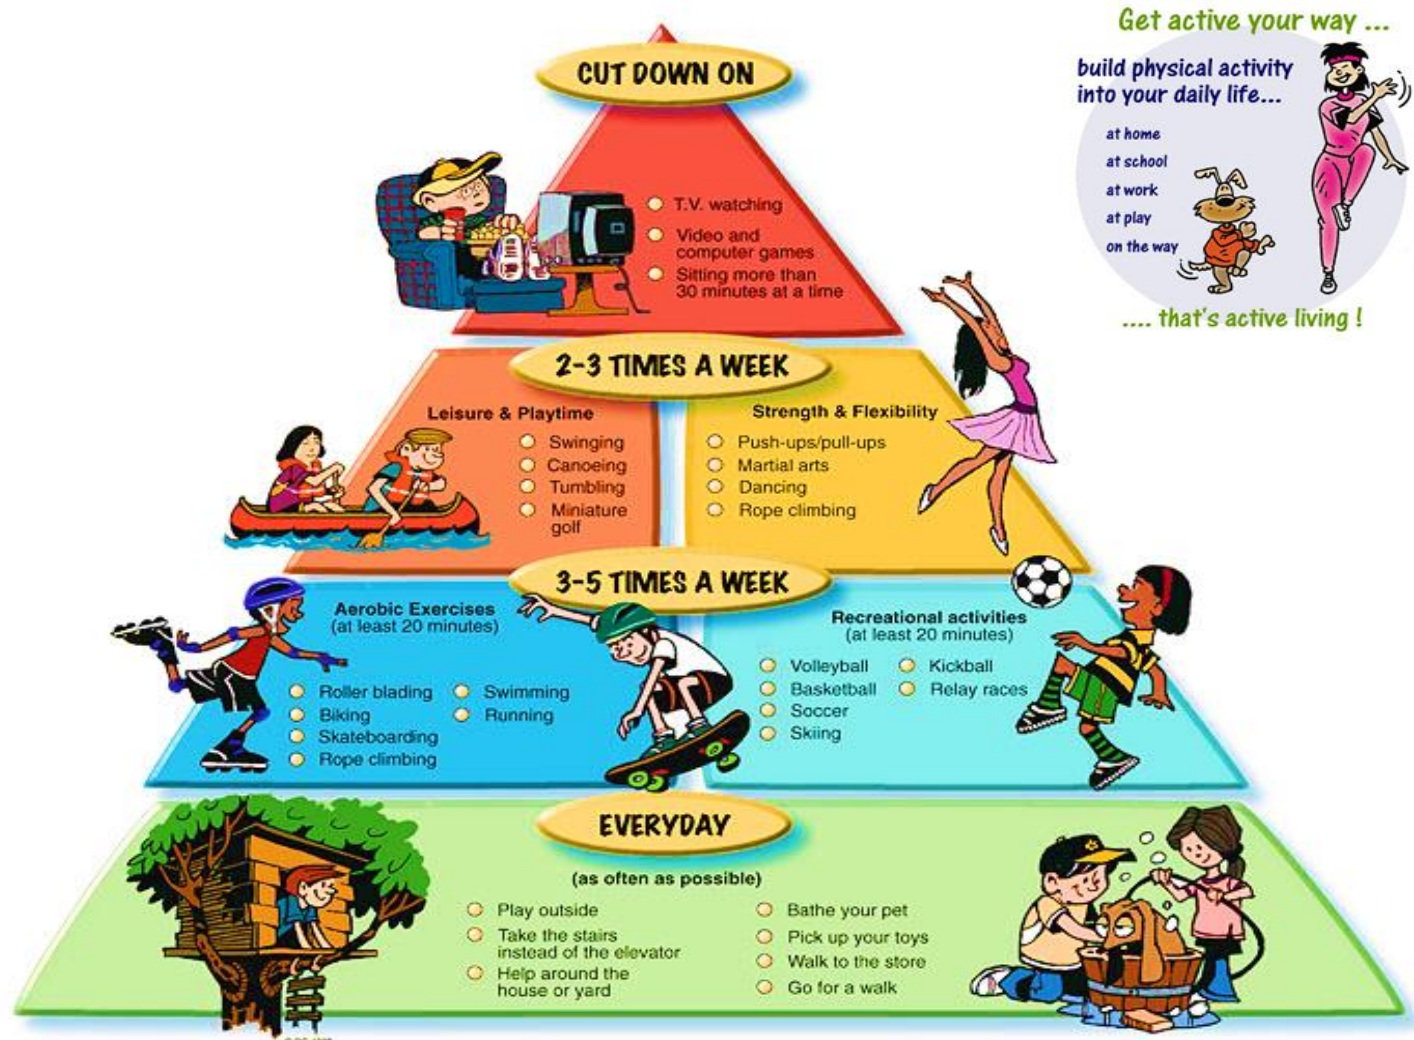 Get active your way ...
build physical activity
into your daily life...
at home
at school
at work
at play
on the way
.... that's active living !
CUT DOWN ON
T.V. watching
Video and
computer games
Sitting more than
30 minutes at a time
2-3 TIMES A WEEK
Leisure & Playtime
Swinging
Canoeing
Tumbling
Miniature
golf
Strength & Flexibility
Push-ups/pull-ups
Martial arts
Dancing
Rope climbing
3-5 TIMES A WEEK
Aerobic Exercises
(at least 20 minutes)
Roller blading
Biking
Skateboarding
Rope climbing
Swimming
Running
Recreational activities
(at least 20 minutes)
Volleyball
Basketball
Soccer
Skiing
Kickball
Relay races
EVERYDAY
(as often as possible)
Play outside
Take the stairs
instead of the elevator
Help around the
house or yard
Bathe your pet
Pick up your toys
Walk to the store
Go for a walk